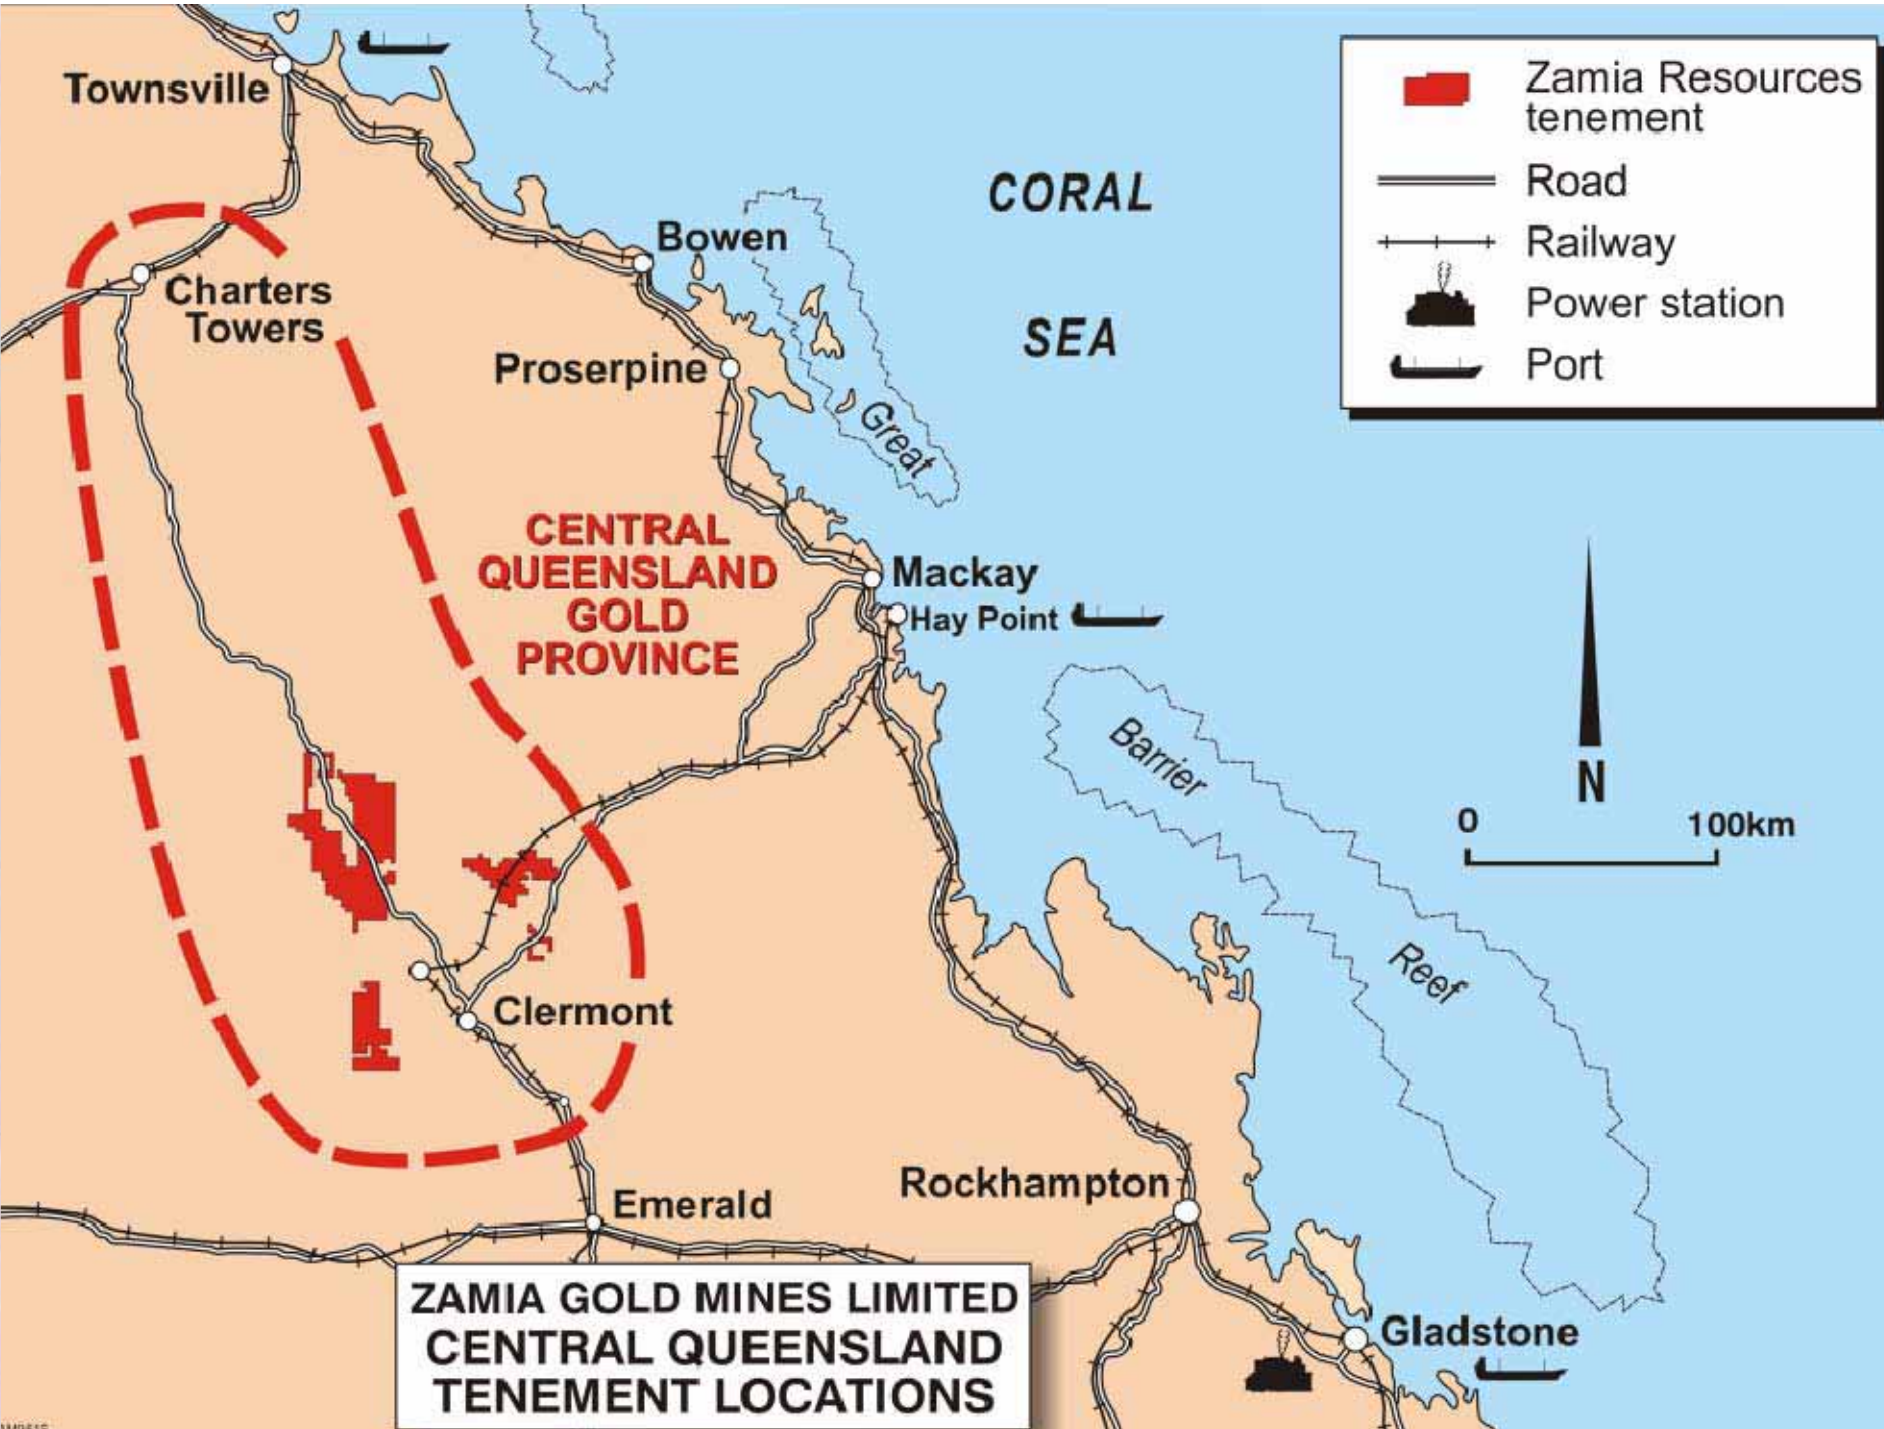 Townsville
Charters
Towers
Bowen
Proserpine
CORAL
SEA
Great
Zamia Resources
tenement
Road
Railway
Power station
Port
CENTRAL
QUEENSLAND
GOLD
PROVINCE
Mackay
Hay Point
Barrier
Reef
N
0 100km
Clermont
Emerald
Rockhampton
Gladstone
ZAMIA GOLD MINES LIMITED
CENTRAL QUEENSLAND
TENEMENT LOCATIONS